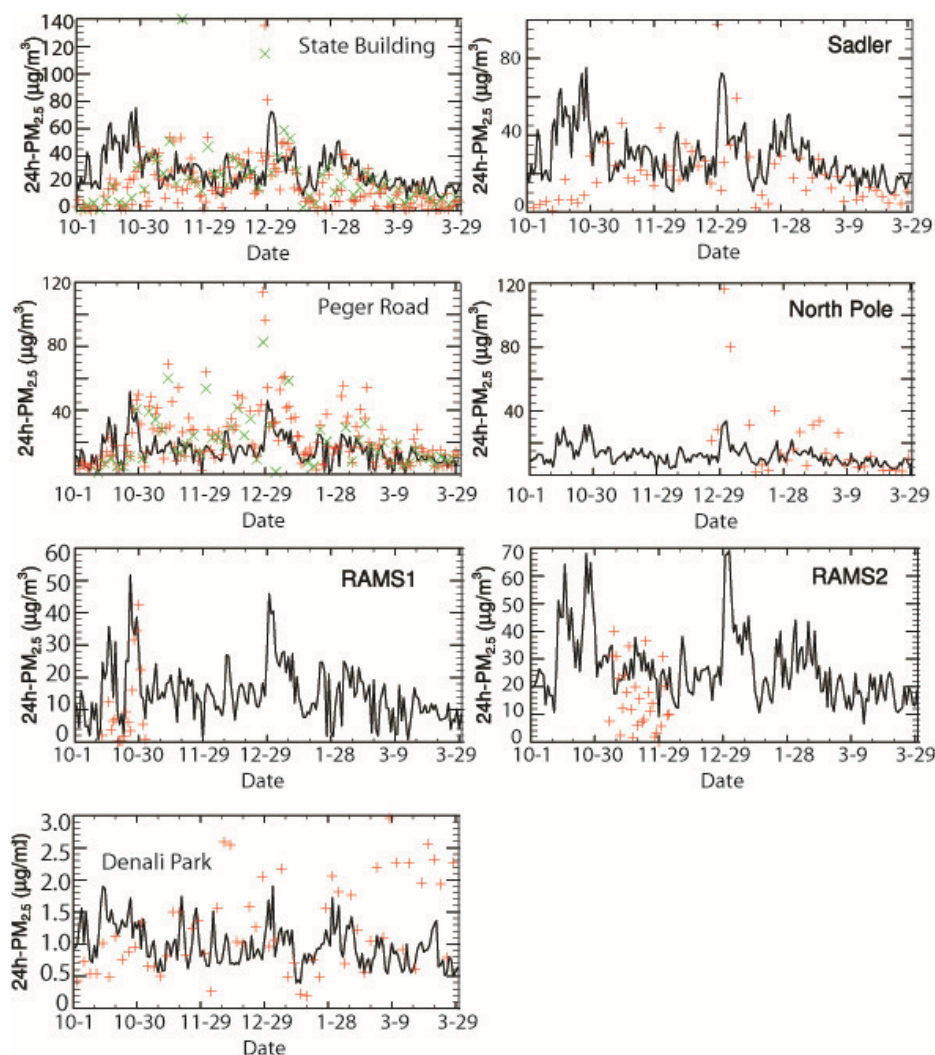 140
120
100
80
60
40
20
0
24h-PM2.5 (μg/m3)
State Building
10-1 10-30 11-29 12-29 1-28 3-9 3-29
Date
80
40
0
24h-PM2.5 (μg/m3)
Sadler
10-1 10-30 11-29 12-29 1-28 3-9 3-29
Date
120
80
40
24h-PM2.5 (μg/m3)
Peger Road
10-1 10-30 11-29 12-29 1-28 3-9 3-29
Date
120
80
40
24h-PM2.5 (μg/m3)
North Pole
10-1 10-30 11-29 12-29 1-28 3-9 3-29
Date
60
50
40
30
20
10
0
24h-PM2.5 (μg/m3)
RAMS1
10-1 10-30 11-29 12-29 1-28 3-9 3-29
Date
70
60
50
40
30
20
10
0
24h-PM2.5 (μg/m3)
RAMS2
10-1 10-30 11-29 12-29 1-28 3-9 3-29
Date
3.0
2.5
2.0
1.5
1.0
0.5
0
24h-PM2.5 (μg/m
Denali Park
10-1 10-30 11-29 12-29 1-28 3-9 3-29
Date